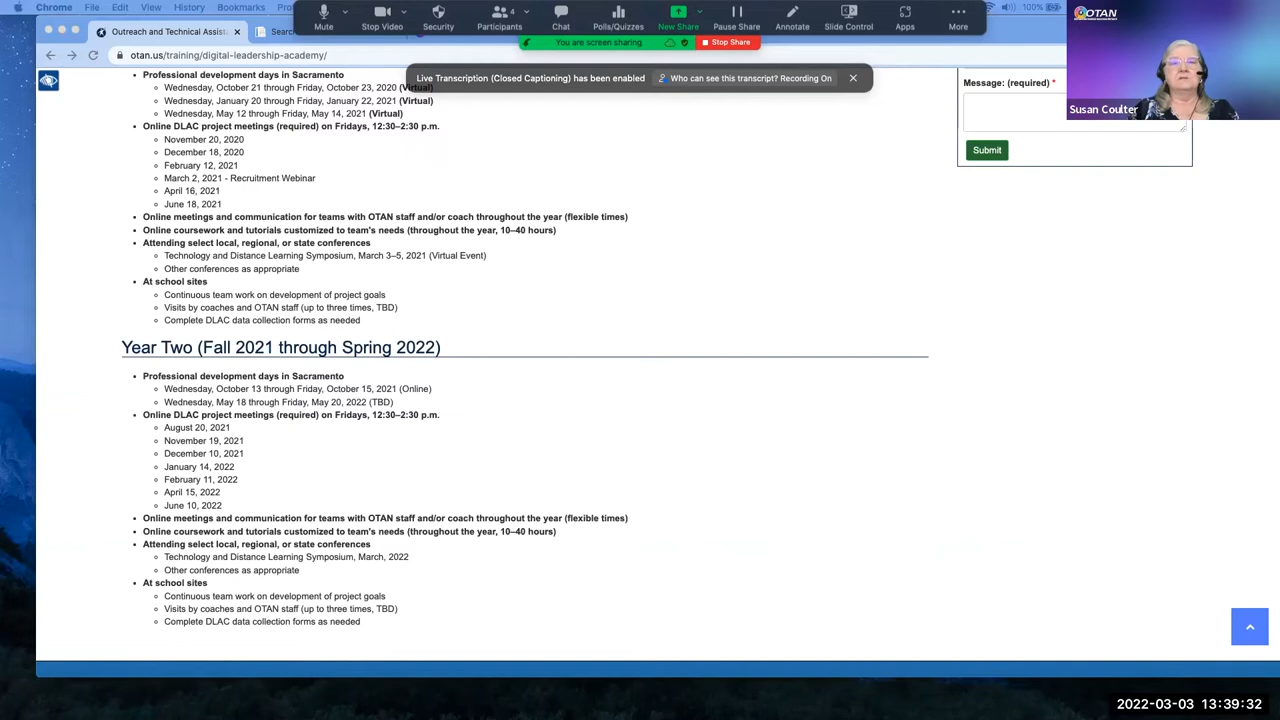 Chrome File Edit View History Bookmarks 100%
Mute Stop Video Security Participants 4 Chat Polls/Quizzes New Share Pause Share Annotate Slide Control Apps More
OTAN
Outreach and Technical Assist
You are screen sharing Stop Share
otan.us/training/digital-leadership-academy/
Live Transcription (Closed Captioning) has been enabled Who can see this transcript? Recording On
Professional development days in Sacramento
Wednesday, October 21 through Friday, October 23, 2020 (Virtual)
Wednesday, January 20 through Friday, January 22, 2021 (Virtual)
Wednesday, May 12 through Friday, May 14, 2021 (Virtual)
Online DLAC project meetings (required) on Fridays, 12:30–2:30 p.m.
November 20, 2020
December 18, 2020
February 12, 2021
March 2, 2021 - Recruitment Webinar
April 16, 2021
June 18, 2021
Online meetings and communication for teams with OTAN staff and/or coach throughout the year (flexible times)
Online coursework and tutorials customized to team's needs (throughout the year, 10–40 hours)
Attending select local, regional, or state conferences
Technology and Distance Learning Symposium, March 3–5, 2021 (Virtual Event)
Other conferences as appropriate
At school sites
Continuous team work on development of project goals
Visits by coaches and OTAN staff (up to three times, TBD)
Complete DLAC data collection forms as needed
Year Two (Fall 2021 through Spring 2022)
Professional development days in Sacramento
Wednesday, October 13 through Friday, October 15, 2021 (Online)
Wednesday, May 18 through Friday, May 20, 2022 (TBD)
Online DLAC project meetings (required) on Fridays, 12:30–2:30 p.m.
August 20, 2021
November 19, 2021
December 10, 2021
January 14, 2022
February 11, 2022
April 15, 2022
June 10, 2022
Online meetings and communication for teams with OTAN staff and/or coach throughout the year (flexible times)
Online coursework and tutorials customized to team's needs (throughout the year, 10–40 hours)
Attending select local, regional, or state conferences
Technology and Distance Learning Symposium, March, 2022
Other conferences as appropriate
At school sites
Continuous team work on development of project goals
Visits by coaches and OTAN staff (up to three times, TBD)
Complete DLAC data collection forms as needed
Message: (required) *
Susan Coulter
Submit
2022-03-03 13:39:32